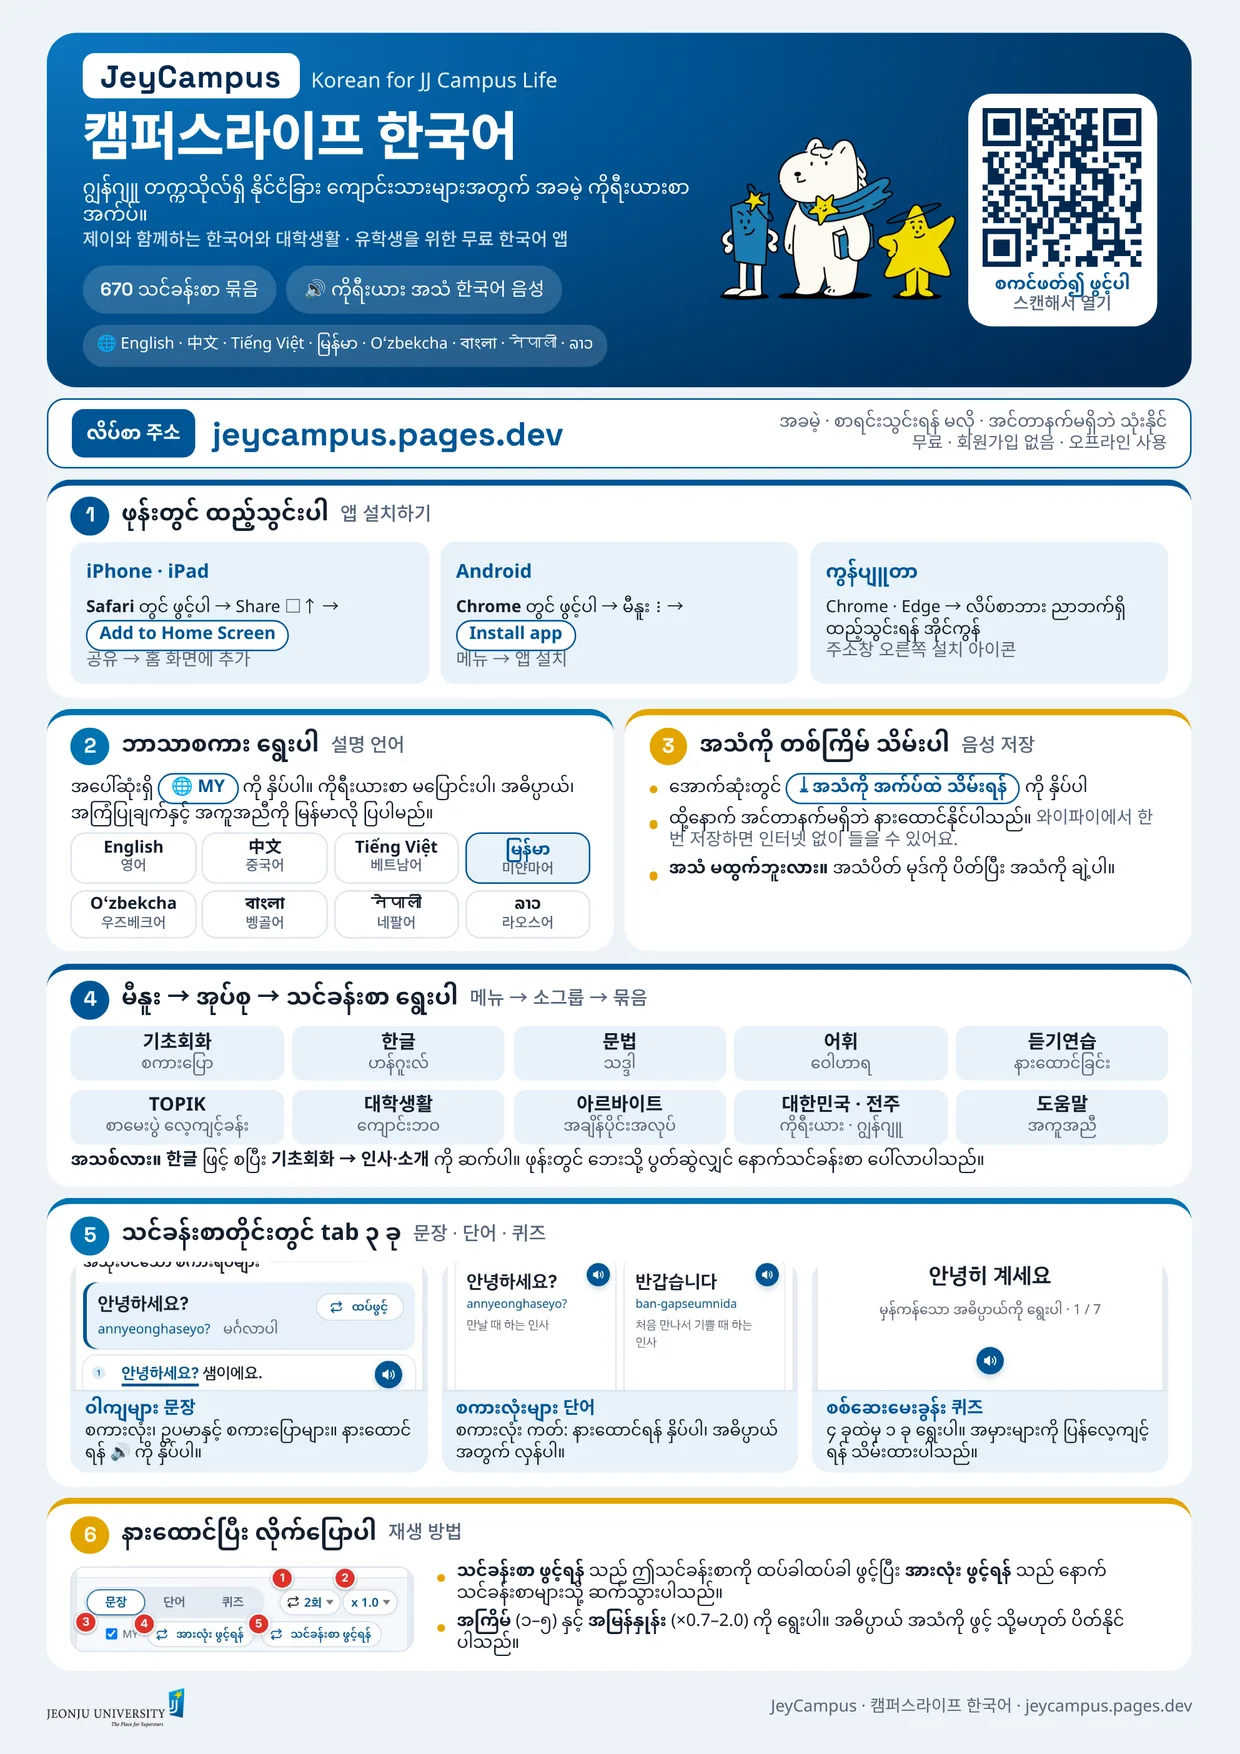 JeyCampus Korean for JJ Campus Life
캠퍼스라이프 한국어
ဂျွန်ဂျူ တက္ကသိုလ်ရှိ နိုင်ငံခြား ကျောင်းသားများအတွက် အခမဲ့ ကိုရီးယားစာ
အက်ပ်။
제이와 함께하는 한국어와 대학생활 · 유학생을 위한 무료 한국어 앱
670 သင်ခန်းစာ 묶음
🔊 ကိုရီးယား အသံ 한국어 음성
🌐 English · 中文 · Tiếng Việt · မြန်မာ · Oʻzbekcha · বাংলা · नेपाली · ລາວ
စကင်ဖတ်၍ ဖွင့်ပါ
스캔해서 열기
လိပ်စာ 주소 jeycampus.pages.dev
အခမဲ့ · စာရင်းသွင်းရန် မလို · အင်တာနက်မရှိဘဲ သုံးနိုင်
무료 · 회원가입 없음 · 오프라인 사용
1 ဖုန်းတွင် ထည့်သွင်းပါ 앱 설치하기
iPhone · iPad
Safari တွင် ဖွင့်ပါ → Share □↑ →
Add to Home Screen
공유 → 홈 화면에 추가
Android
Chrome တွင် ဖွင့်ပါ → မီနူး ⋮ →
Install app
메뉴 → 앱 설치
ကွန်ပျူတာ
Chrome · Edge → လိပ်စာဘား ညာဘက်ရှိ
ထည့်သွင်းရန် အိုင်ကွန်
주소창 오른쪽 설치 아이콘
2 ဘာသာစကား ရွေးပါ 설명 언어
အပေါ်ဆုံးရှိ 🌐 MY ကို နှိပ်ပါ။ ကိုရီးယားစာ မပြောင်းပါ၊ အဓိပ္ပာယ်၊
အကြံပြုချက်နှင့် အကူအညီကို မြန်မာလို ပြပါမည်။
English
영어
中文
중국어
Tiếng Việt
베트남어
မြန်မာ
미얀마어
Oʻzbekcha
우즈베크어
বাংলা
벵골어
नेपाली
네팔어
ລາວ
라오스어
3 အသံကို တစ်ကြိမ် သိမ်းပါ 음성 저장
အောက်ဆုံးတွင် ⤓ အသံကို အက်ပ်ထဲ သိမ်းရန် ကို နှိပ်ပါ
ထို့နောက် အင်တာနက်မရှိဘဲ နားထောင်နိုင်ပါသည်။ 와이파이에서 한
번 저장하면 인터넷 없이 들을 수 있어요.
အသံ မထွက်ဘူးလား။ အသံပိတ် မုဒ်ကို ပိတ်ပြီး အသံကို ချဲ့ပါ။
4 မီနူး → အုပ်စု → သင်ခန်းစာ ရွေးပါ 메뉴 → 소그룹 → 묶음
기초회화
စကားပြော
한글
ဟန်ဂူးလ်
문법
သဒ္ဒါ
어휘
ဝေါဟာရ
듣기연습
နားထောင်ခြင်း
TOPIK
စာမေးပွဲ လေ့ကျင့်ခန်း
대학생활
ကျောင်းဘဝ
아르바이트
အချိန်ပိုင်းအလုပ်
대한민국 · 전주
ကိုရီးယား · ဂျွန်ဂျူ
도움말
အကူအညီ
အသစ်လား။ 한글 ဖြင့် စပြီး 기초회화 → 인사·소개 ကို ဆက်ပါ။ ဖုန်းတွင် ဘေးသို့ ပွတ်ဆွဲလျှင် နောက်သင်ခန်းစာ ပေါ်လာပါသည်။
5 သင်ခန်းစာတိုင်းတွင် tab ၃ ခု 문장 · 단어 · 퀴즈
안녕하세요?
ထပ်ဖွင့်
annyeonghaseyo? မင်္ဂလာပါ
1 안녕하세요? 샘이에요.
ဝါကျများ 문장
စကားလုံး၊ ဥပမာနှင့် စကားပြောများ။ နားထောင်
ရန် 🔊 ကို နှိပ်ပါ။
안녕하세요?
annyeonghaseyo?
만날 때 하는 인사
반갑습니다
ban-gapseumnida
처음 만나서 기쁠 때 하는
인사
စကားလုံးများ 단어
စကားလုံး ကတ်: နားထောင်ရန် နှိပ်ပါ၊ အဓိပ္ပာယ်
အတွက် လှန်ပါ။
안녕히 계세요
မှန်ကန်သော အဓိပ္ပာယ်ကို ရွေးပါ · 1 / 7
စစ်ဆေးမေးခွန်း 퀴즈
၄ ခုထဲမှ ၁ ခု ရွေးပါ။ အမှားများကို ပြန်လေ့ကျင့်
ရန် သိမ်းထားပါသည်။
6 နားထောင်ပြီး လိုက်ပြောပါ 재생 방법
1 2
문장 단어 퀴즈 2회 x 1.0
3 4 5
MY အားလုံး ဖွင့်ရန် သင်ခန်းစာ ဖွင့်ရန်
သင်ခန်းစာ ဖွင့်ရန် သည် ဤသင်ခန်းစာကို ထပ်ခါထပ်ခါ ဖွင့်ပြီး အားလုံး ဖွင့်ရန် သည် နောက်
သင်ခန်းစာများသို့ ဆက်သွားပါသည်။
အကြိမ် (၁–၅) နှင့် အမြန်နှုန်း (×0.7–2.0) ကို ရွေးပါ။ အဓိပ္ပာယ် အသံကို ဖွင့် သို့မဟုတ် ပိတ်နိုင်
ပါသည်။
JEONJU UNIVERSITY
The Place for Superstars
JeyCampus · 캠퍼스라이프 한국어 · jeycampus.pages.dev